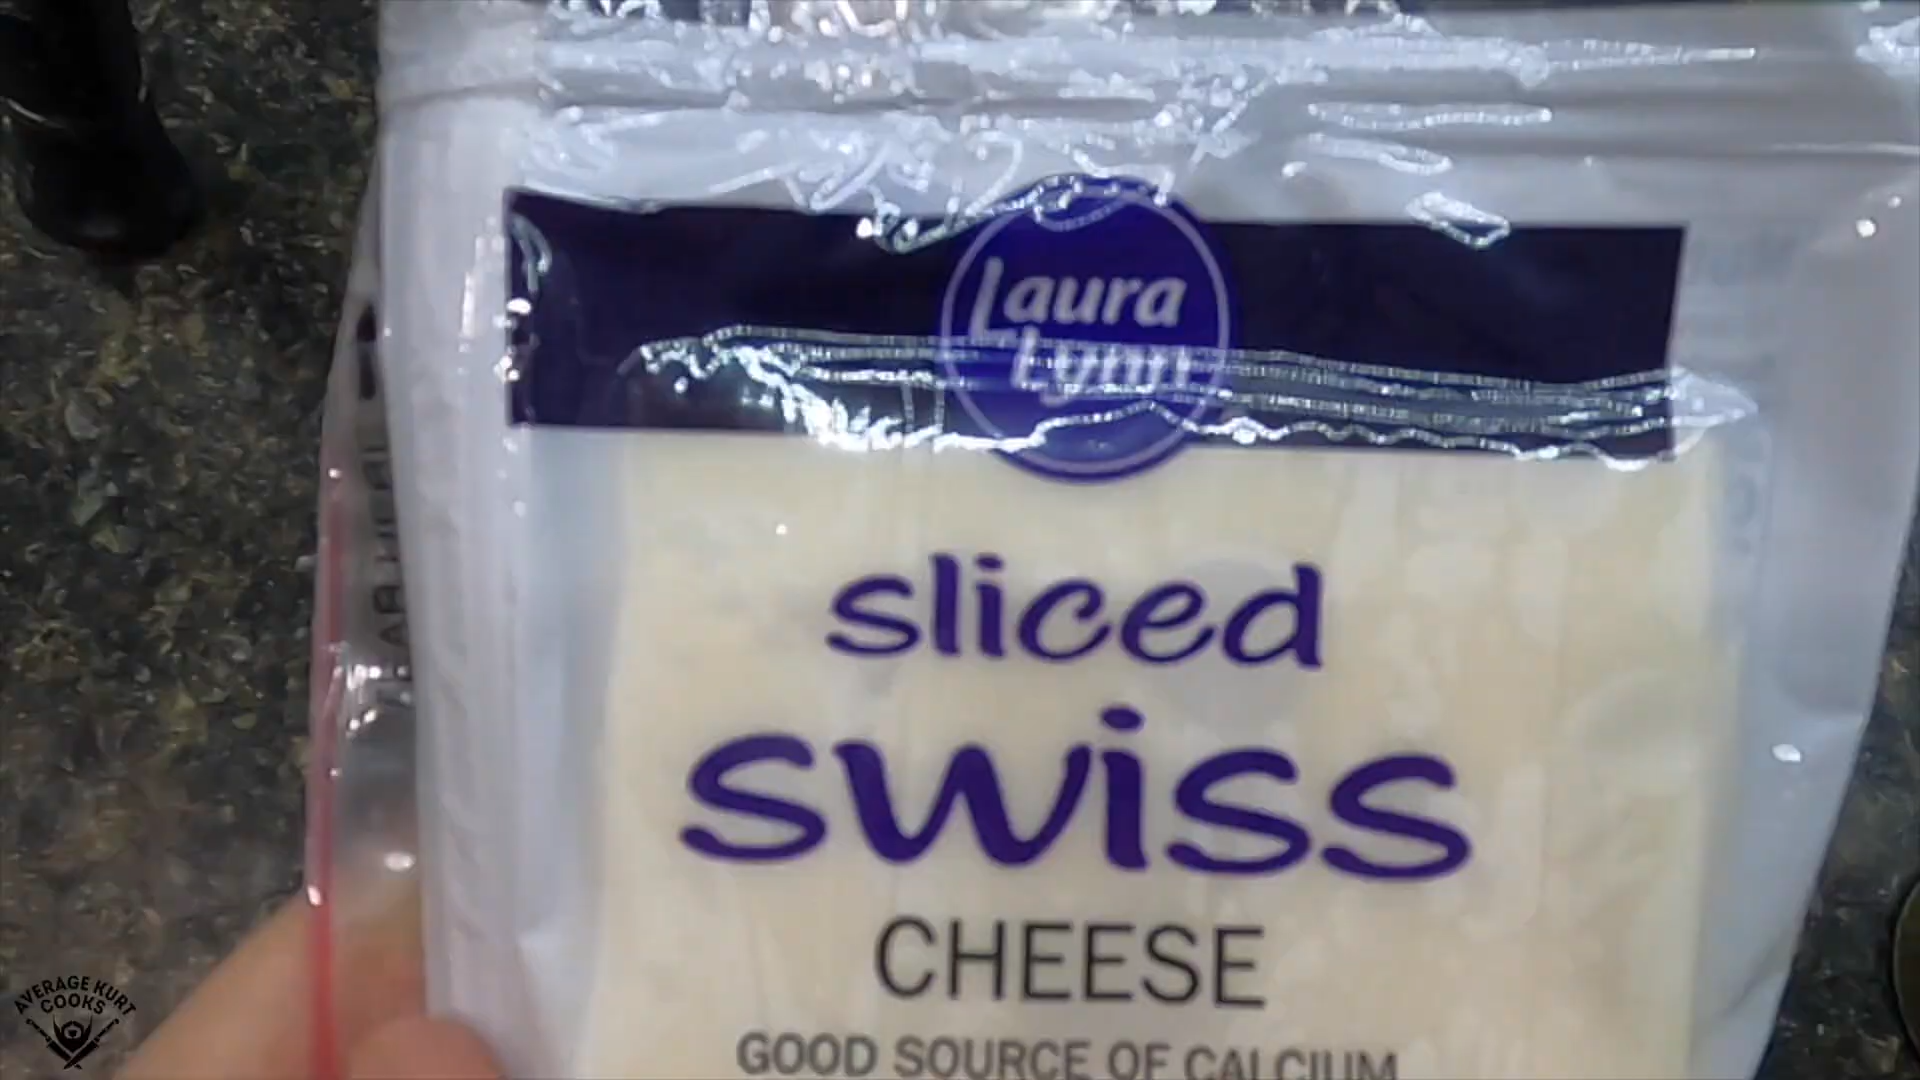 Laura
Lynn
sliced
swiss
CHEESE
GOOD SOURCE OF CALCIUM
AVERAGE KURT
COOKS